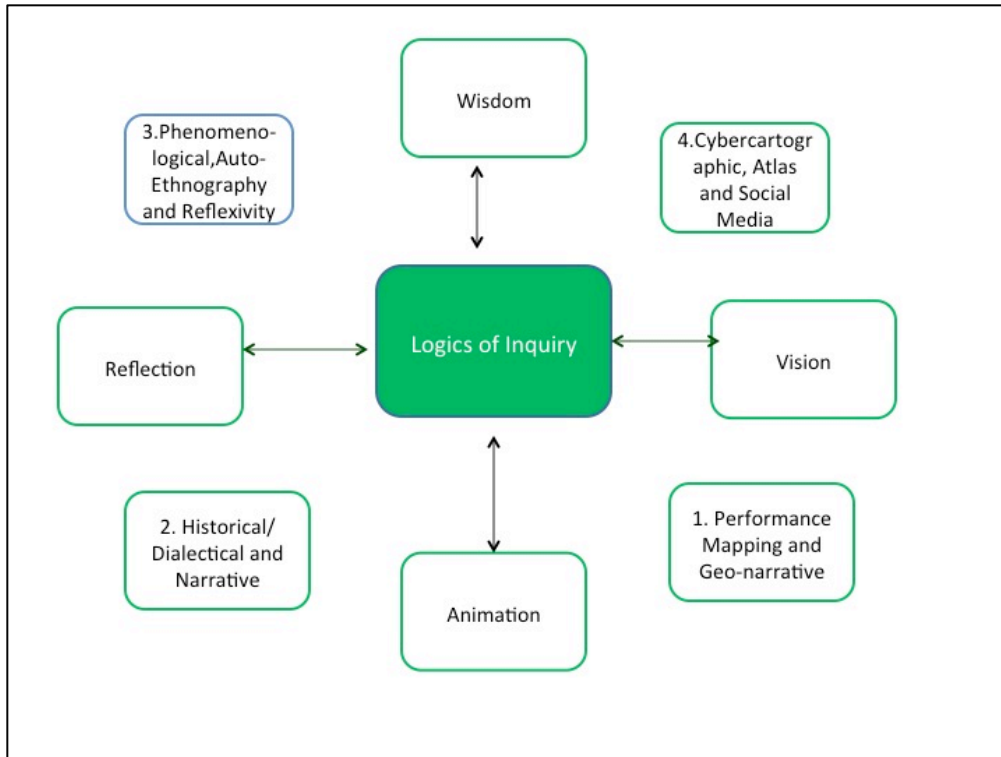 Wisdom
3.Phenomeno-
logical,Auto-
Ethnography
and Reflexivity
4.Cybercartogr
aphic, Atlas
and Social
Media
Logics of Inquiry
Reflection
Vision
2. Historical/
Dialectical and
Narrative
1. Performance
Mapping and
Geo-narrative
Animation